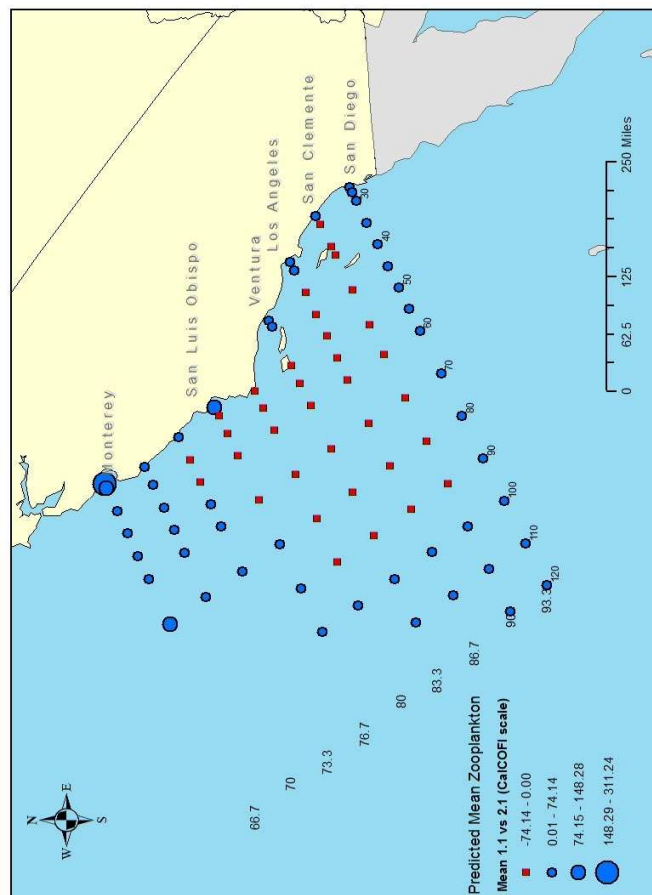 Monterey
San Luis Obispo
Ventura
Los Angeles
San Clemente
San Diego
30
40
50
60
70
80
90
100
110
120
93.3
90
86.7
83.3
80
76.7
73.3
70
66.7
N
W
E
S
0
62.5
125
250 Miles
Predicted Mean Zooplankton
Mean 1.1 vs 2.1 (CalCOFI scale)
-74.14 - 0.00
0.01 - 74.14
74.15 - 148.28
148.29 - 311.24